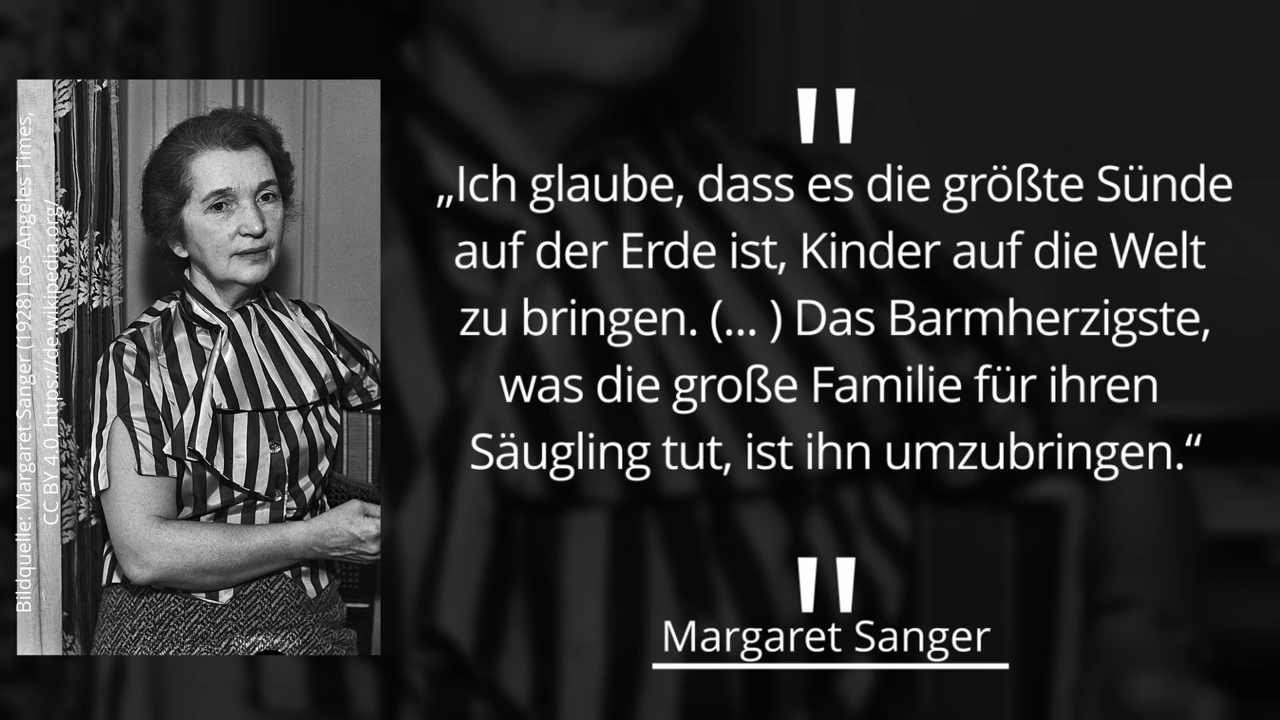 Bildquelle: Margaret Sanger (1928) Los Angeles Times,
CC BY 4.0, https://de.wikipedia.org/
"
„Ich glaube, dass es die größte Sünde
auf der Erde ist, Kinder auf die Welt
zu bringen. (... ) Das Barmherzigste,
was die große Familie für ihren
Säugling tut, ist ihn umzubringen.“
"
Margaret Sanger